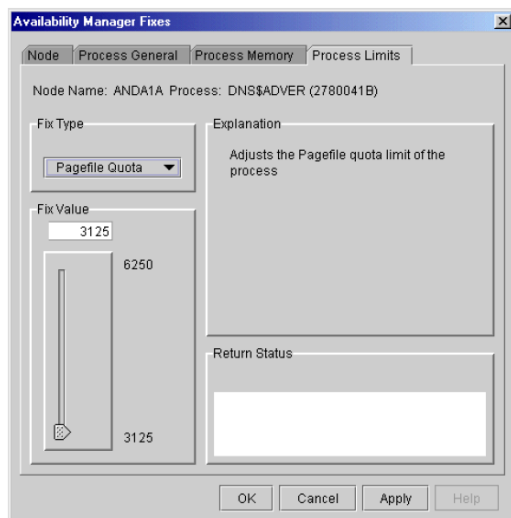 Availability Manager Fixes
Node
Process General
Process Memory
Process Limits
Node Name: ANDA1A Process: DNS$ADVER (2780041B)
Fix Type
Pagefile Quota
Explanation
Adjusts the Pagefile quota limit of the
process
Fix Value
3125
6250
3125
Return Status
OK
Cancel
Apply
Help